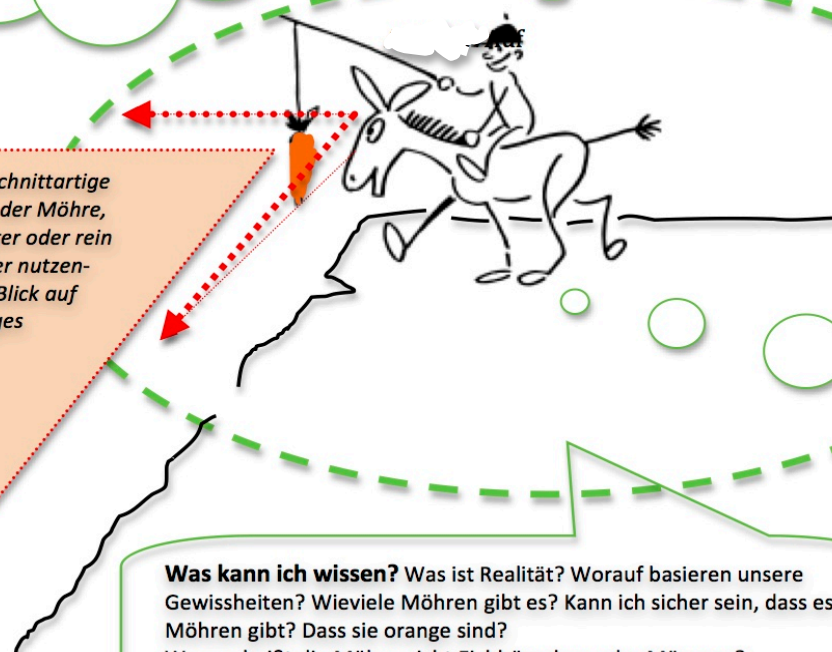 chnittartige
der Möhre,
er oder rein
er nutzen-
Blick auf
ges
Was kann ich wissen? Was ist Realität? Worauf basieren unsere
Gewissheiten? Wieviele Möhren gibt es? Kann ich sicher sein, dass es
Möhren gibt? Dass sie orange sind?